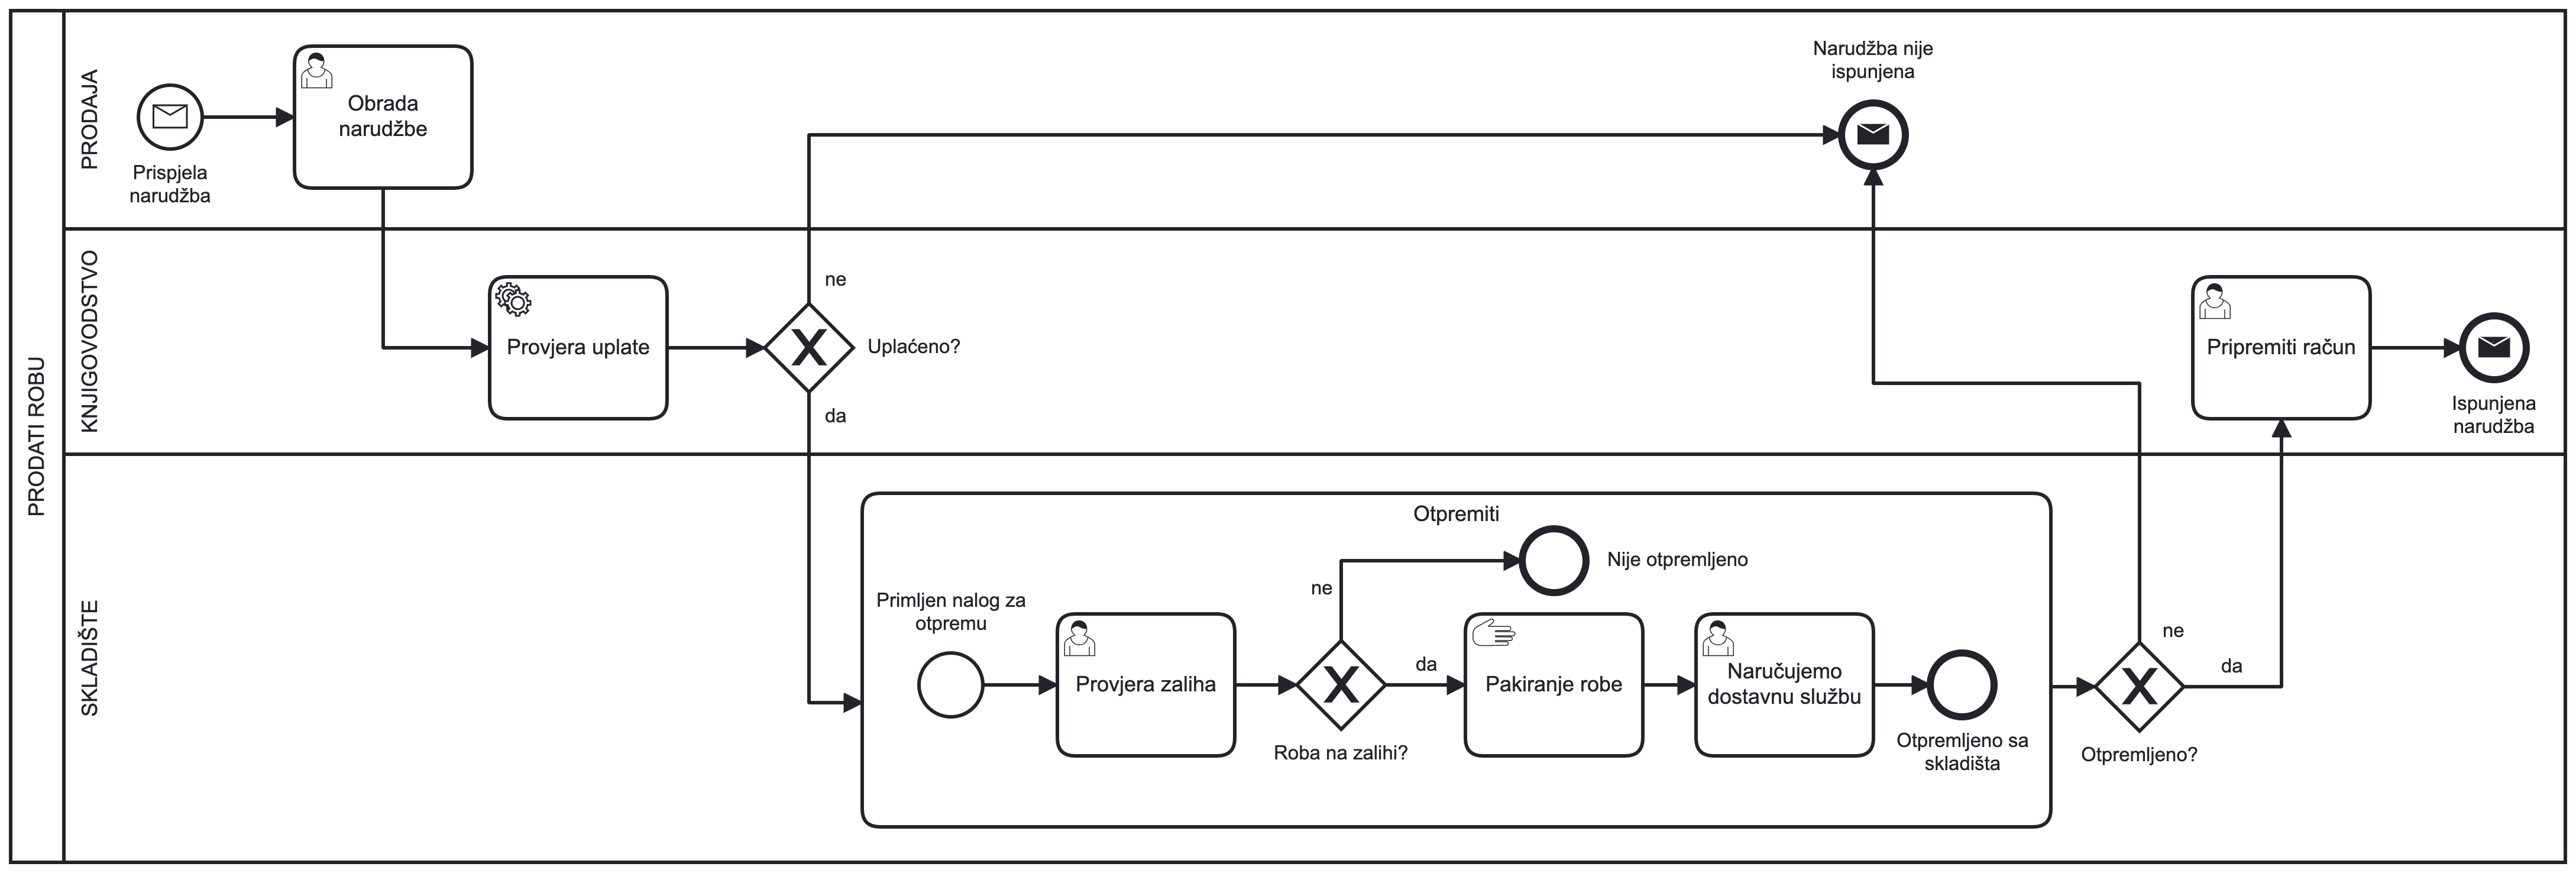 PRODATI ROBU
PRODAJA
Prispjela
narudžba
Obrada
narudžbe
Narudžba nije
ispunjena
KNJIGOVODSTVO
Provjera uplate
ne
Uplaćeno?
da
Pripremiti račun
Ispunjena
narudžba
SKLADIŠTE
Otpremiti
Primljen nalog za
otpremu
Provjera zaliha
ne
Nije otpremljeno
Roba na zalihi?
da
Pakiranje robe
Naručujemo
dostavnu službu
Otpremljeno sa
skladišta
ne
da
Otpremljeno?